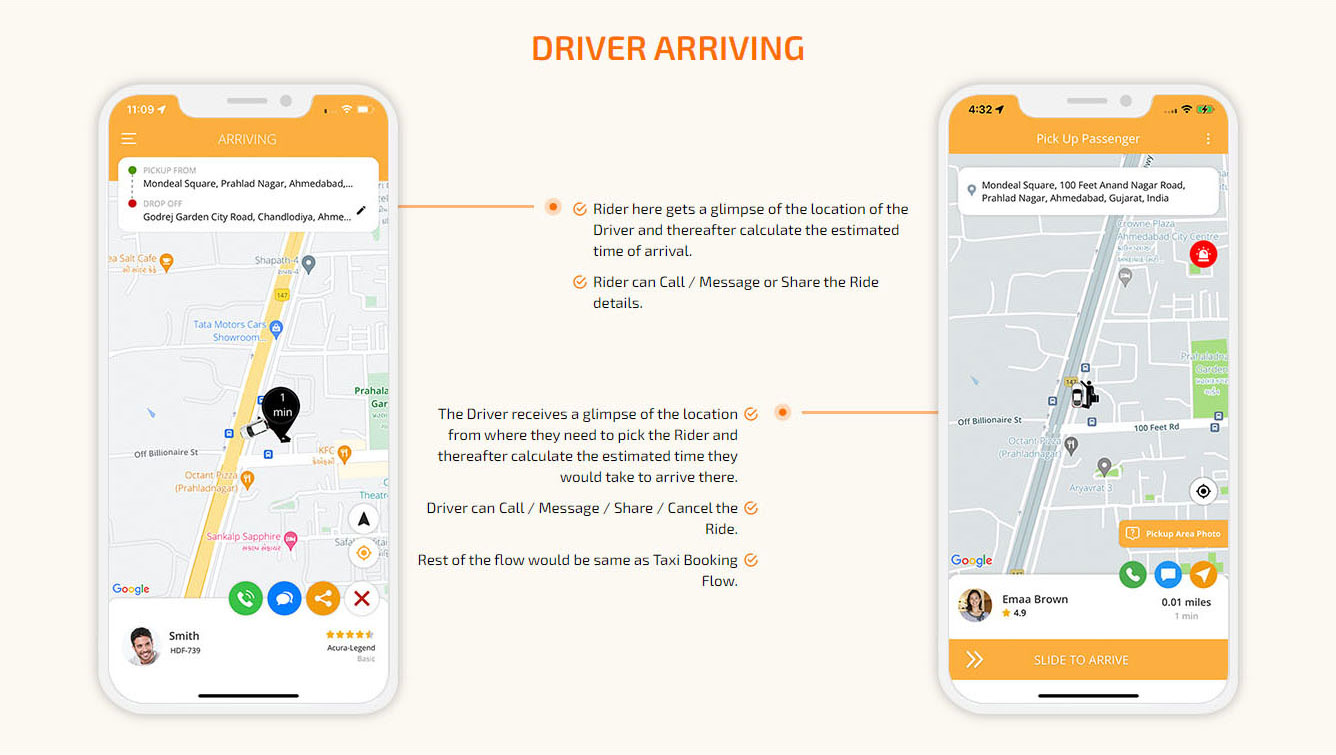 DRIVER ARRIVING
11:09
ARRIVING
PICKUP FROM
Mondeal Square, Prahlad Nagar, Ahmedabad,...
DROP OFF
Godrej Garden City Road, Chandlodiya, Ahme...
a Salt Cafe
Shapath-4
147
Tata Motors Cars
Showroom...
1
min
Prahala
Gar
Off Billionaire St
KFC
Octant Pizza
(Prahladnagar)
Theatr
Sankalp Sapphire
Safal
Google
Smith
HDF-739
Acura-Legend
Basic
Rider here gets a glimpse of the location of the
Driver and thereafter calculate the estimated
time of arrival.
Rider can Call / Message or Share the Ride
details.
The Driver receives a glimpse of the location
from where they need to pick the Rider and
thereafter calculate the estimated time they
would take to arrive there.
Driver can Call / Message / Share / Cancel the
Ride.
Rest of the flow would be same as Taxi Booking
Flow.
4:32
Pick Up Passenger
Mondeal Square, 100 Feet Anand Nagar Road,
Prahlad Nagar, Ahmedabad, Gujarat, India
Crowne Plaza
Ahmedabad City Centre
Prahaladna
Garden
147
Off Billionaire St
100 Feet Rd
Octant Pizza
(Prahladnagar)
Aryavrat 3
Pickup Area Photo
Google
Emaa Brown
4.9
0.01 miles
1 min
SLIDE TO ARRIVE